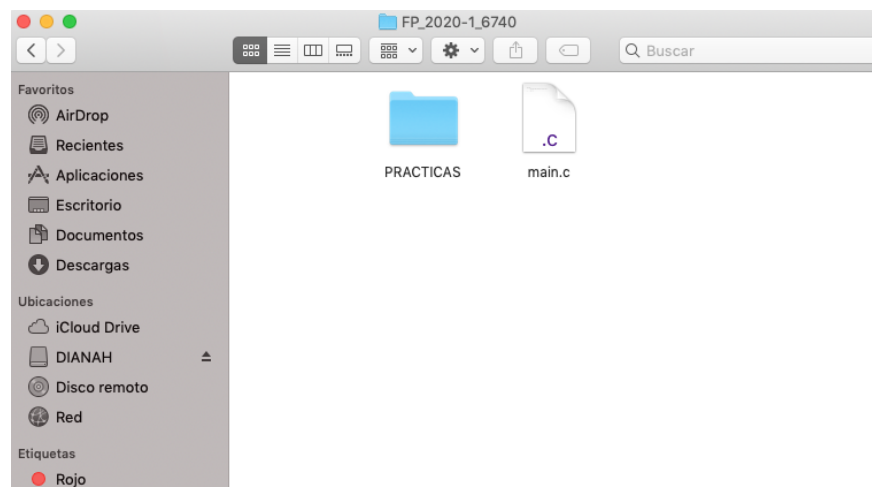 FP_2020-1_6740
Buscar
Favoritos
AirDrop
Recientes
Aplicaciones
Escritorio
Documentos
Descargas
Ubicaciones
iCloud Drive
DIANAH
Disco remoto
Red
Etiquetas
Rojo
.C
PRACTICAS
main.c